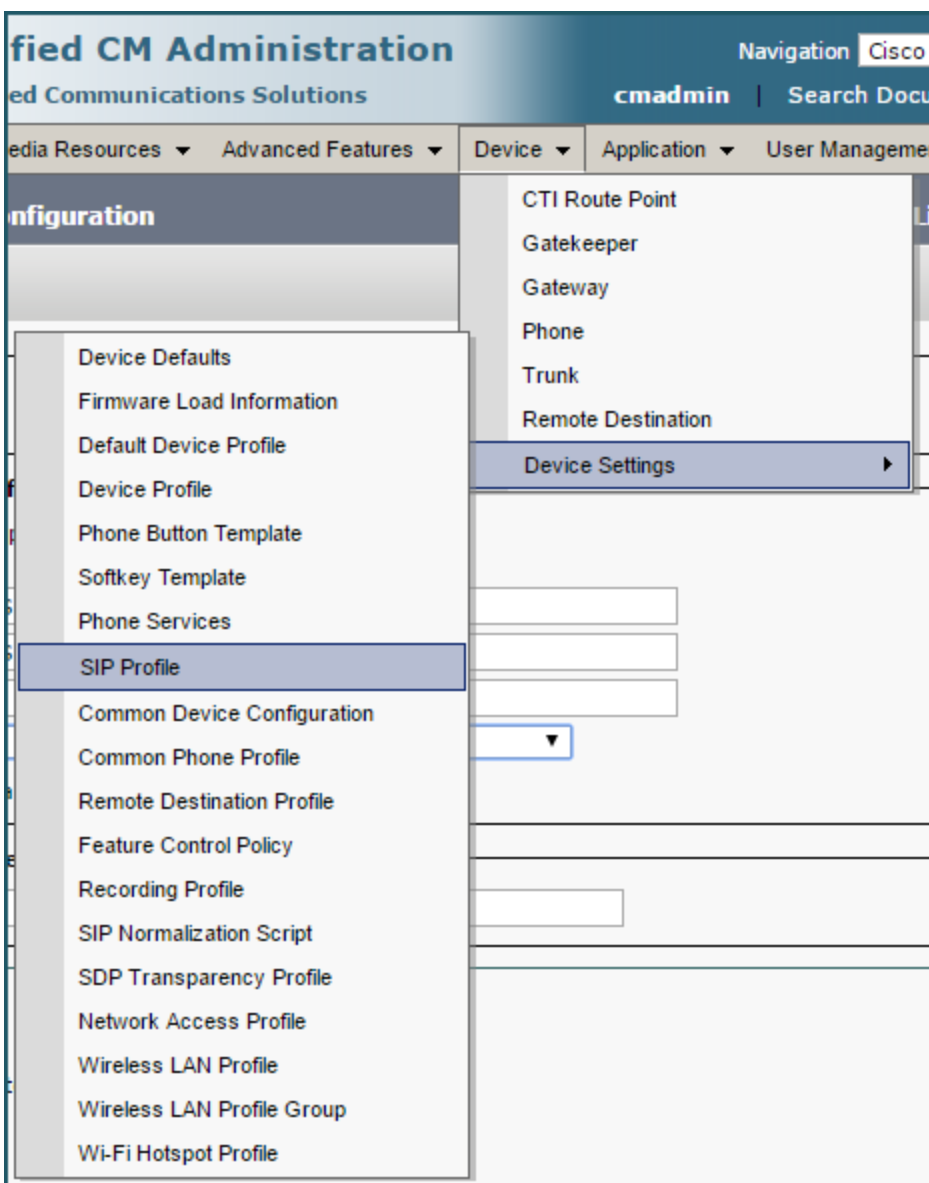 fied CM Administration
Navigation Cisco
ed Communications Solutions
cmadmin | Search Docu
edia Resources Advanced Features Device Application User Manageme
nfiguration
CTI Route Point
Gatekeeper
Gateway
Phone
Trunk
Remote Destination
Device Settings
Device Defaults
Firmware Load Information
Default Device Profile
Device Profile
Phone Button Template
Softkey Template
Phone Services
SIP Profile
Common Device Configuration
Common Phone Profile
Remote Destination Profile
Feature Control Policy
Recording Profile
SIP Normalization Script
SDP Transparency Profile
Network Access Profile
Wireless LAN Profile
Wireless LAN Profile Group
Wi-Fi Hotspot Profile